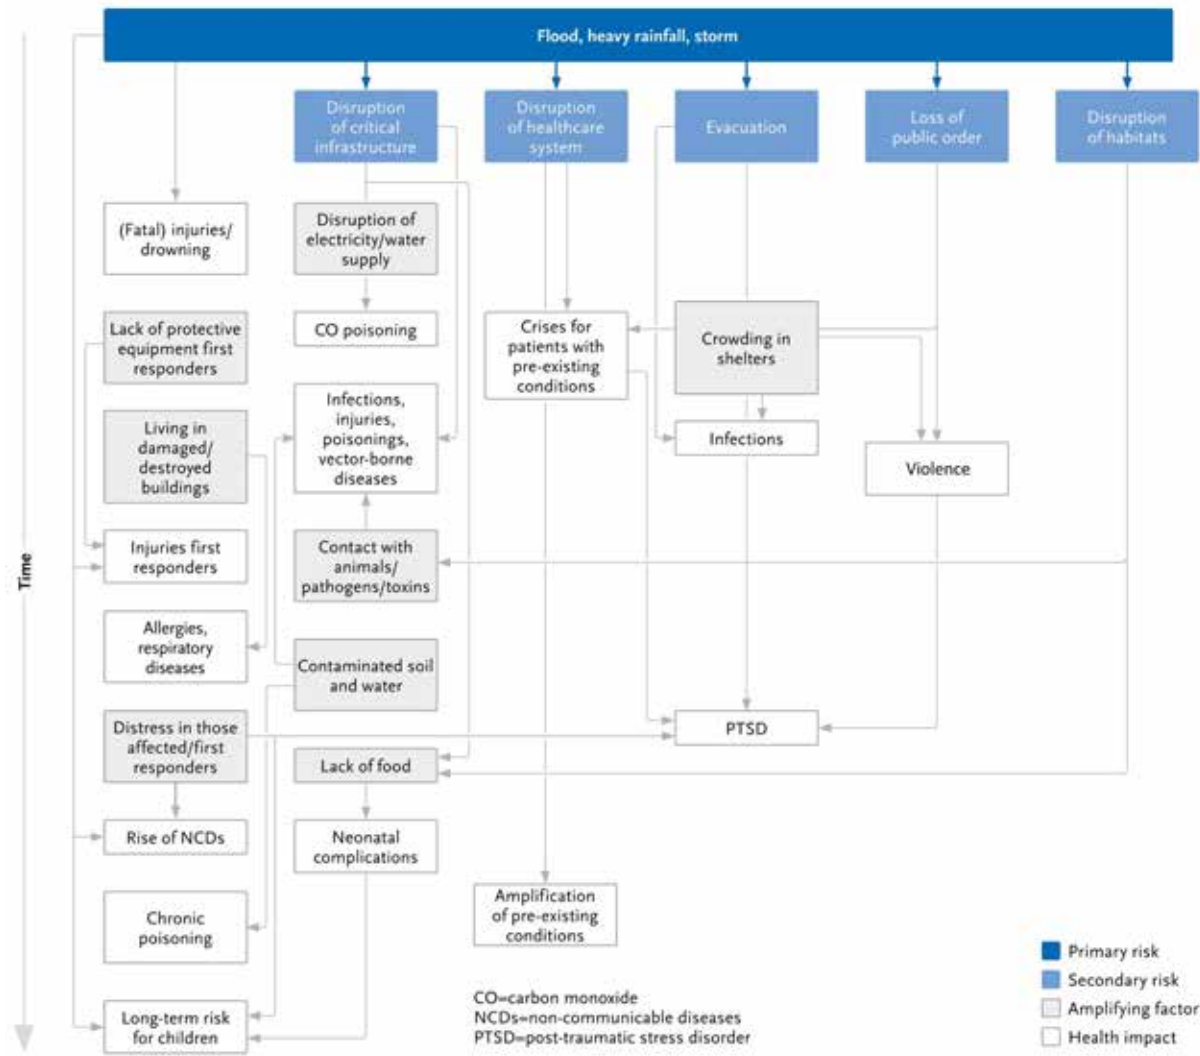 Flood, heavy rainfall, storm
Disruption
of critical
infrastructure
Disruption
of healthcare
system
Evacuation
Loss of
public order
Disruption
of habitats
(Fatal) injuries/
drowning
Disruption of
electricity/water
supply
Lack of protective
equipment first
responders
CO poisoning
Crises for
patients with
pre-existing
conditions
Crowding in
shelters
Living in
damaged/
destroyed
buildings
Infections,
injuries,
poisonings,
vector-borne
diseases
Infections
Violence
Injuries first
responders
Contact with
animals/
pathogens/toxins
Time
Allergies,
respiratory
diseases
Contaminated soil
and water
Distress in those
affected/first
responders
PTSD
Lack of food
Rise of NCDs
Neonatal
complications
Chronic
poisoning
Amplification
of pre-existing
conditions
Long-term risk
for children
CO=carbon monoxide
NCDs=non-communicable diseases
PTSD=post-traumatic stress disorder
Primary risk
Secondary risk
Amplifying factor
Health impact